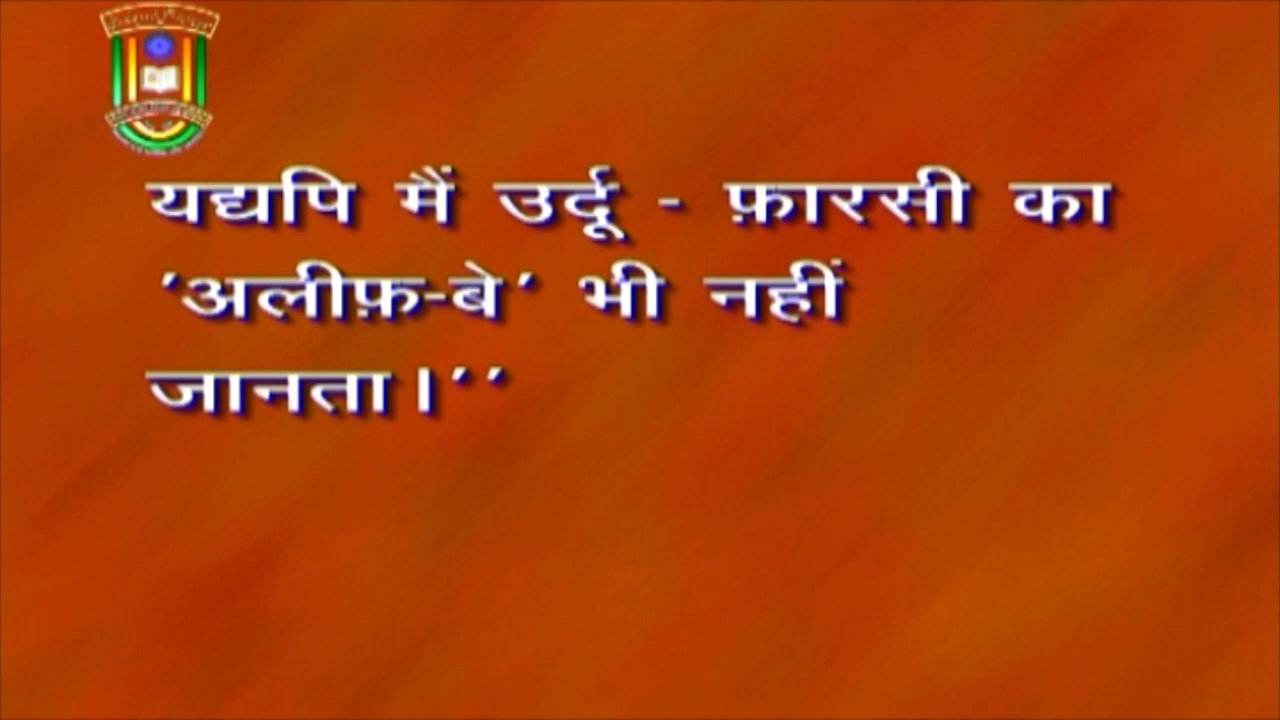 यद्यपि मैं उर्दू - फ़ारसी का
'अलीफ़-बे' भी नहीं
जानता।''